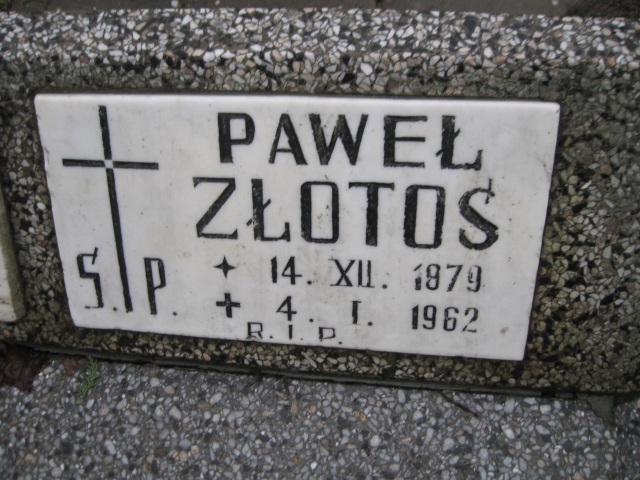 PAWEŁ
ZŁOTOŚ
Ś.P. 14. XII. 1879
4. I. 1962
R.I.P.